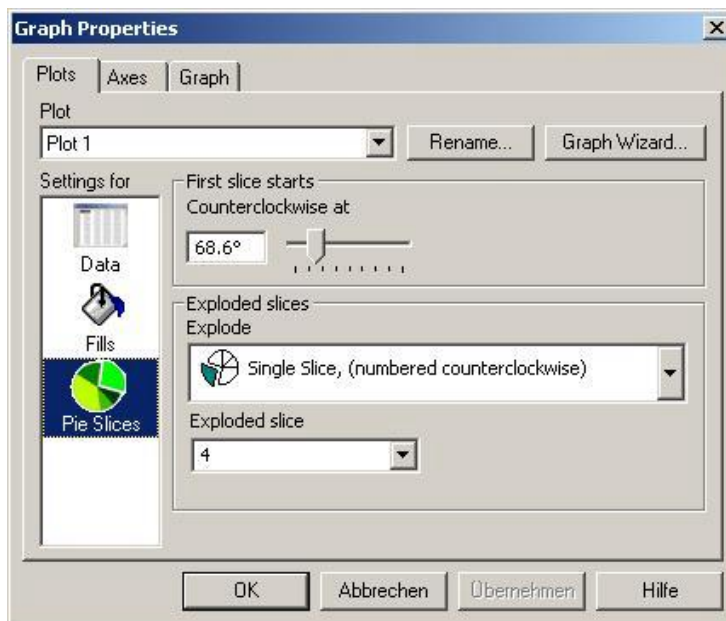 Graph Properties
Plots Axes Graph
Plot
Plot 1 Rename... Graph Wizard...
Settings for
Data
Fills
Pie Slices
First slice starts
Counterclockwise at
68.6°
Exploded slices
Explode
Single Slice, (numbered counterclockwise)
Exploded slice
4
OK Abbrechen Übernehmen Hilfe